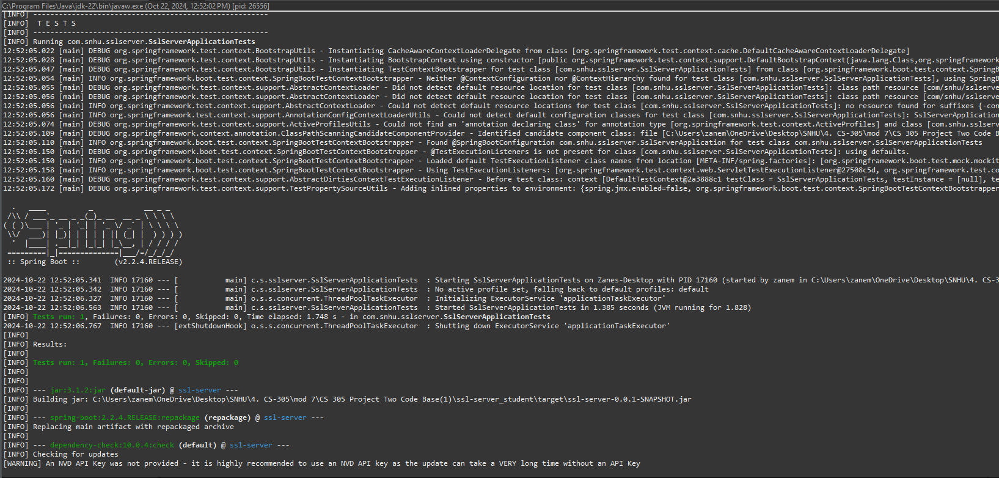 C:\Program Files\Java\jdk-22\bin\javaw.exe (Oct 22, 2024, 12:52:02 PM) [pid: 26556]
[INFO] -------------------------------------------------------
[INFO]  T E S T S
[INFO] -------------------------------------------------------
[INFO] Running com.snhu.sslserver.SslServerApplicationTests
12:52:05.022 [main] DEBUG org.springframework.test.context.BootstrapUtils - Instantiating CacheAwareContextLoaderDelegate from class [org.springframework.test.context.cache.DefaultCacheAwareContextLoaderDelegate]
12:52:05.028 [main] DEBUG org.springframework.test.context.BootstrapUtils - Instantiating BootstrapContext using constructor [public org.springframework.test.context.support.DefaultBootstrapContext(java.lang.Class,org.springframework
12:52:05.047 [main] DEBUG org.springframework.test.context.BootstrapUtils - Instantiating TestContextBootstrapper for test class [com.snhu.sslserver.SslServerApplicationTests] from class [org.springframework.boot.test.context.SpringB
12:52:05.054 [main] INFO org.springframework.boot.test.context.SpringBootTestContextBootstrapper - Neither @ContextConfiguration nor @ContextHierarchy found for test class [com.snhu.sslserver.SslServerApplicationTests], using SpringB
12:52:05.055 [main] DEBUG org.springframework.test.context.support.AbstractContextLoader - Did not detect default resource location for test class [com.snhu.sslserver.SslServerApplicationTests]: class path resource [com/snhu/sslserve
12:52:05.056 [main] DEBUG org.springframework.test.context.support.AbstractContextLoader - Did not detect default resource location for test class [com.snhu.sslserver.SslServerApplicationTests]: class path resource [com/snhu/sslserve
12:52:05.056 [main] INFO org.springframework.test.context.support.AbstractContextLoader - Could not detect default resource locations for test class [com.snhu.sslserver.SslServerApplicationTests]: no resource found for suffixes {-con
12:52:05.056 [main] INFO org.springframework.test.context.support.AnnotationConfigContextLoaderUtils - Could not detect default configuration classes for test class [com.snhu.sslserver.SslServerApplicationTests]: SslServerApplication
12:52:05.074 [main] DEBUG org.springframework.test.context.support.ActiveProfilesUtils - Could not find an 'annotation declaring class' for annotation type [org.springframework.test.context.ActiveProfiles] and class [com.snhu.sslserv
12:52:05.109 [main] DEBUG org.springframework.context.annotation.ClassPathScanningCandidateComponentProvider - Identified candidate component class: file [C:\Users\zanem\OneDrive\Desktop\SNHU\4. CS-305\mod 7\CS 305 Project Two Code B
12:52:05.110 [main] INFO org.springframework.boot.test.context.SpringBootTestContextBootstrapper - Found @SpringBootConfiguration com.snhu.sslserver.SslServerApplication for test class com.snhu.sslserver.SslServerApplicationTests
12:52:05.150 [main] DEBUG org.springframework.boot.test.context.SpringBootTestContextBootstrapper - @TestExecutionListeners is not present for class [com.snhu.sslserver.SslServerApplicationTests]: using defaults.
12:52:05.150 [main] INFO org.springframework.boot.test.context.SpringBootTestContextBootstrapper - Loaded default TestExecutionListener class names from location [META-INF/spring.factories]: [org.springframework.boot.test.mock.mockit
12:52:05.158 [main] INFO org.springframework.boot.test.context.SpringBootTestContextBootstrapper - Using TestExecutionListeners: [org.springframework.test.context.web.ServletTestExecutionListener@27508c5d, org.springframework.test.co
12:52:05.160 [main] DEBUG org.springframework.test.context.support.AbstractDirtiesContextTestExecutionListener - Before test class: context [DefaultTestContext@2a3888c1 testClass = SslServerApplicationTests, testInstance = [null], te
12:52:05.172 [main] DEBUG org.springframework.test.context.support.TestPropertySourceUtils - Adding inlined properties to environment: {spring.jmx.enabled=false, org.springframework.boot.test.context.SpringBootTestContextBootstrapper
  .   ____          _            __ _ _
 /\\ / ___'_ __ _ _(_)_ __  __ _ \ \ \ \
( ( )\___ | '_ | '_| | '_ \/ _` | \ \ \ \
 \\/  ___)| |_)| | | | | || (_| |  ) ) ) )
  '  |____| .__|_| |_|_| |_\__, | / / / /
 =========|_|==============|___/=/_/_/_/
 :: Spring Boot ::        (v2.2.4.RELEASE)
2024-10-22 12:52:05.341  INFO 17160 --- [           main] c.s.sslserver.SslServerApplicationTests  : Starting SslServerApplicationTests on Zanes-Desktop with PID 17160 (started by zanem in C:\Users\zanem\OneDrive\Desktop\SNHU\4. CS-3
2024-10-22 12:52:05.342  INFO 17160 --- [           main] c.s.sslserver.SslServerApplicationTests  : No active profile set, falling back to default profiles: default
2024-10-22 12:52:06.327  INFO 17160 --- [           main] o.s.s.concurrent.ThreadPoolTaskExecutor  : Initializing ExecutorService 'applicationTaskExecutor'
2024-10-22 12:52:06.563  INFO 17160 --- [           main] c.s.sslserver.SslServerApplicationTests  : Started SslServerApplicationTests in 1.385 seconds (JVM running for 1.828)
[INFO] Tests run: 1, Failures: 0, Errors: 0, Skipped: 0, Time elapsed: 1.748 s - in com.snhu.sslserver.SslServerApplicationTests
2024-10-22 12:52:06.767  INFO 17160 --- [extShutdownHook] o.s.s.concurrent.ThreadPoolTaskExecutor  : Shutting down ExecutorService 'applicationTaskExecutor'
[INFO]
[INFO] Results:
[INFO]
[INFO] Tests run: 1, Failures: 0, Errors: 0, Skipped: 0
[INFO]
[INFO]
[INFO] --- jar:3.1.2:jar (default-jar) @ ssl-server ---
[INFO] Building jar: C:\Users\zanem\OneDrive\Desktop\SNHU\4. CS-305\mod 7\CS 305 Project Two Code Base(1)\ssl-server_student\target\ssl-server-0.0.1-SNAPSHOT.jar
[INFO]
[INFO] --- spring-boot:2.2.4.RELEASE:repackage (repackage) @ ssl-server ---
[INFO] Replacing main artifact with repackaged archive
[INFO]
[INFO] --- dependency-check:10.0.4:check (default) @ ssl-server ---
[INFO] Checking for updates
[WARNING] An NVD API Key was not provided - it is highly recommended to use an NVD API key as the update can take a VERY long time without an API Key